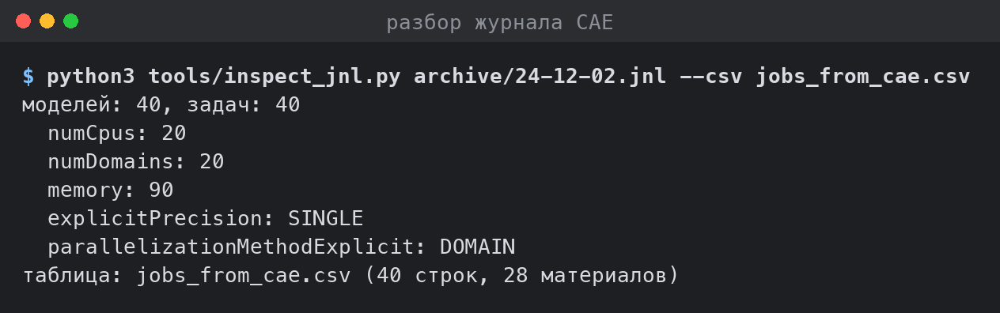 разбор журнала CAE
$ python3 tools/inspect_jnl.py archive/24-12-02.jnl --csv jobs_from_cae.csv
моделей: 40, задач: 40
numCpus: 20
numDomains: 20
memory: 90
explicitPrecision: SINGLE
parallelizationMethodExplicit: DOMAIN
таблица: jobs_from_cae.csv (40 строк, 28 материалов)